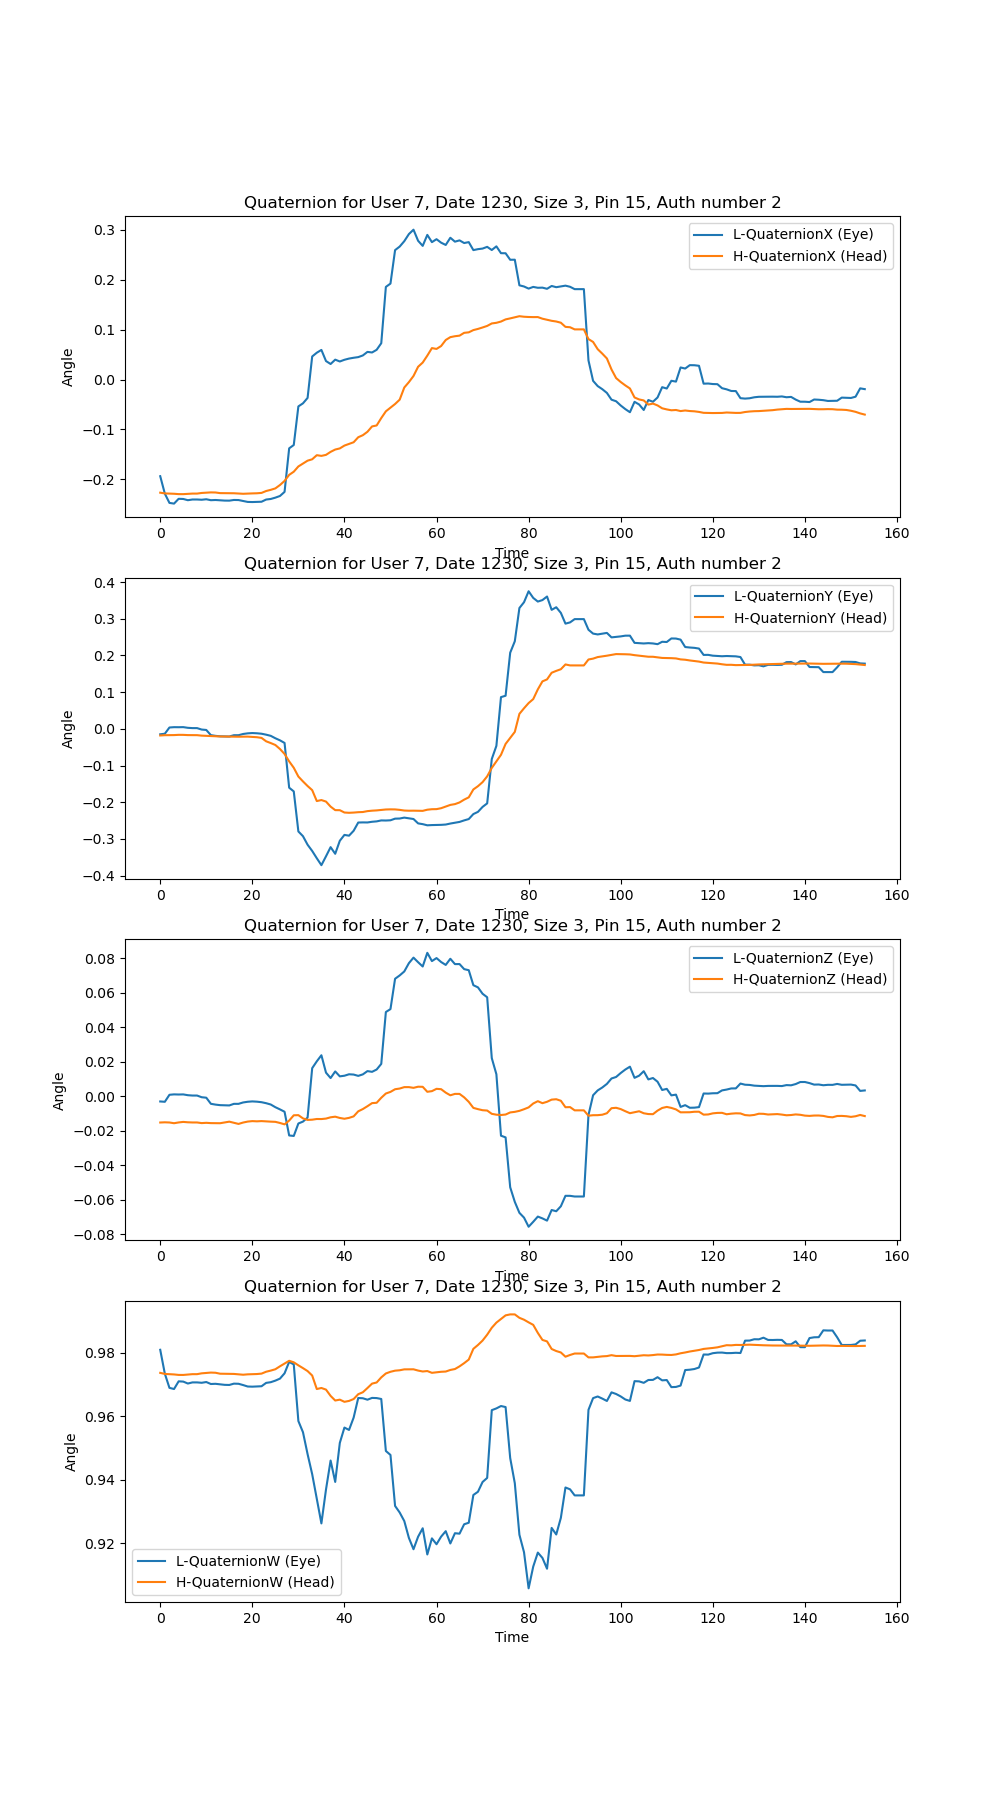 Quaternion for User 7, Date 1230, Size 3, Pin 15, Auth number 2
0.3
0.2
0.1
0.0
−0.1
−0.2
Angle
L-QuaternionX (Eye)
H-QuaternionX (Head)
0 20 40 60 80 100 120 140 160
Time
Quaternion for User 7, Date 1230, Size 3, Pin 15, Auth number 2
0.4
0.3
0.2
0.1
0.0
−0.1
−0.2
−0.3
−0.4
Angle
L-QuaternionY (Eye)
H-QuaternionY (Head)
0 20 40 60 80 100 120 140 160
Time
Quaternion for User 7, Date 1230, Size 3, Pin 15, Auth number 2
0.08
0.06
0.04
0.02
0.00
−0.02
−0.04
−0.06
−0.08
Angle
L-QuaternionZ (Eye)
H-QuaternionZ (Head)
0 20 40 60 80 100 120 140 160
Time
Quaternion for User 7, Date 1230, Size 3, Pin 15, Auth number 2
0.98
0.96
0.94
0.92
Angle
L-QuaternionW (Eye)
H-QuaternionW (Head)
0 20 40 60 80 100 120 140 160
Time